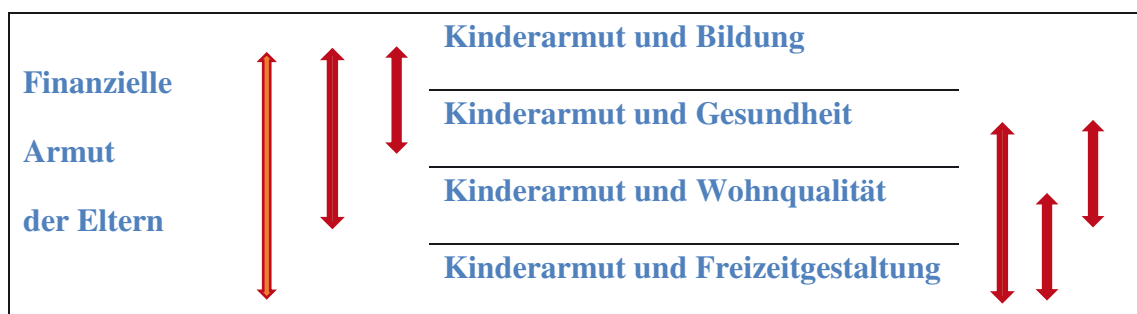 Finanzielle
Armut
der Eltern
Kinderarmut und Bildung
Kinderarmut und Gesundheit
Kinderarmut und Wohnqualität
Kinderarmut und Freizeitgestaltung